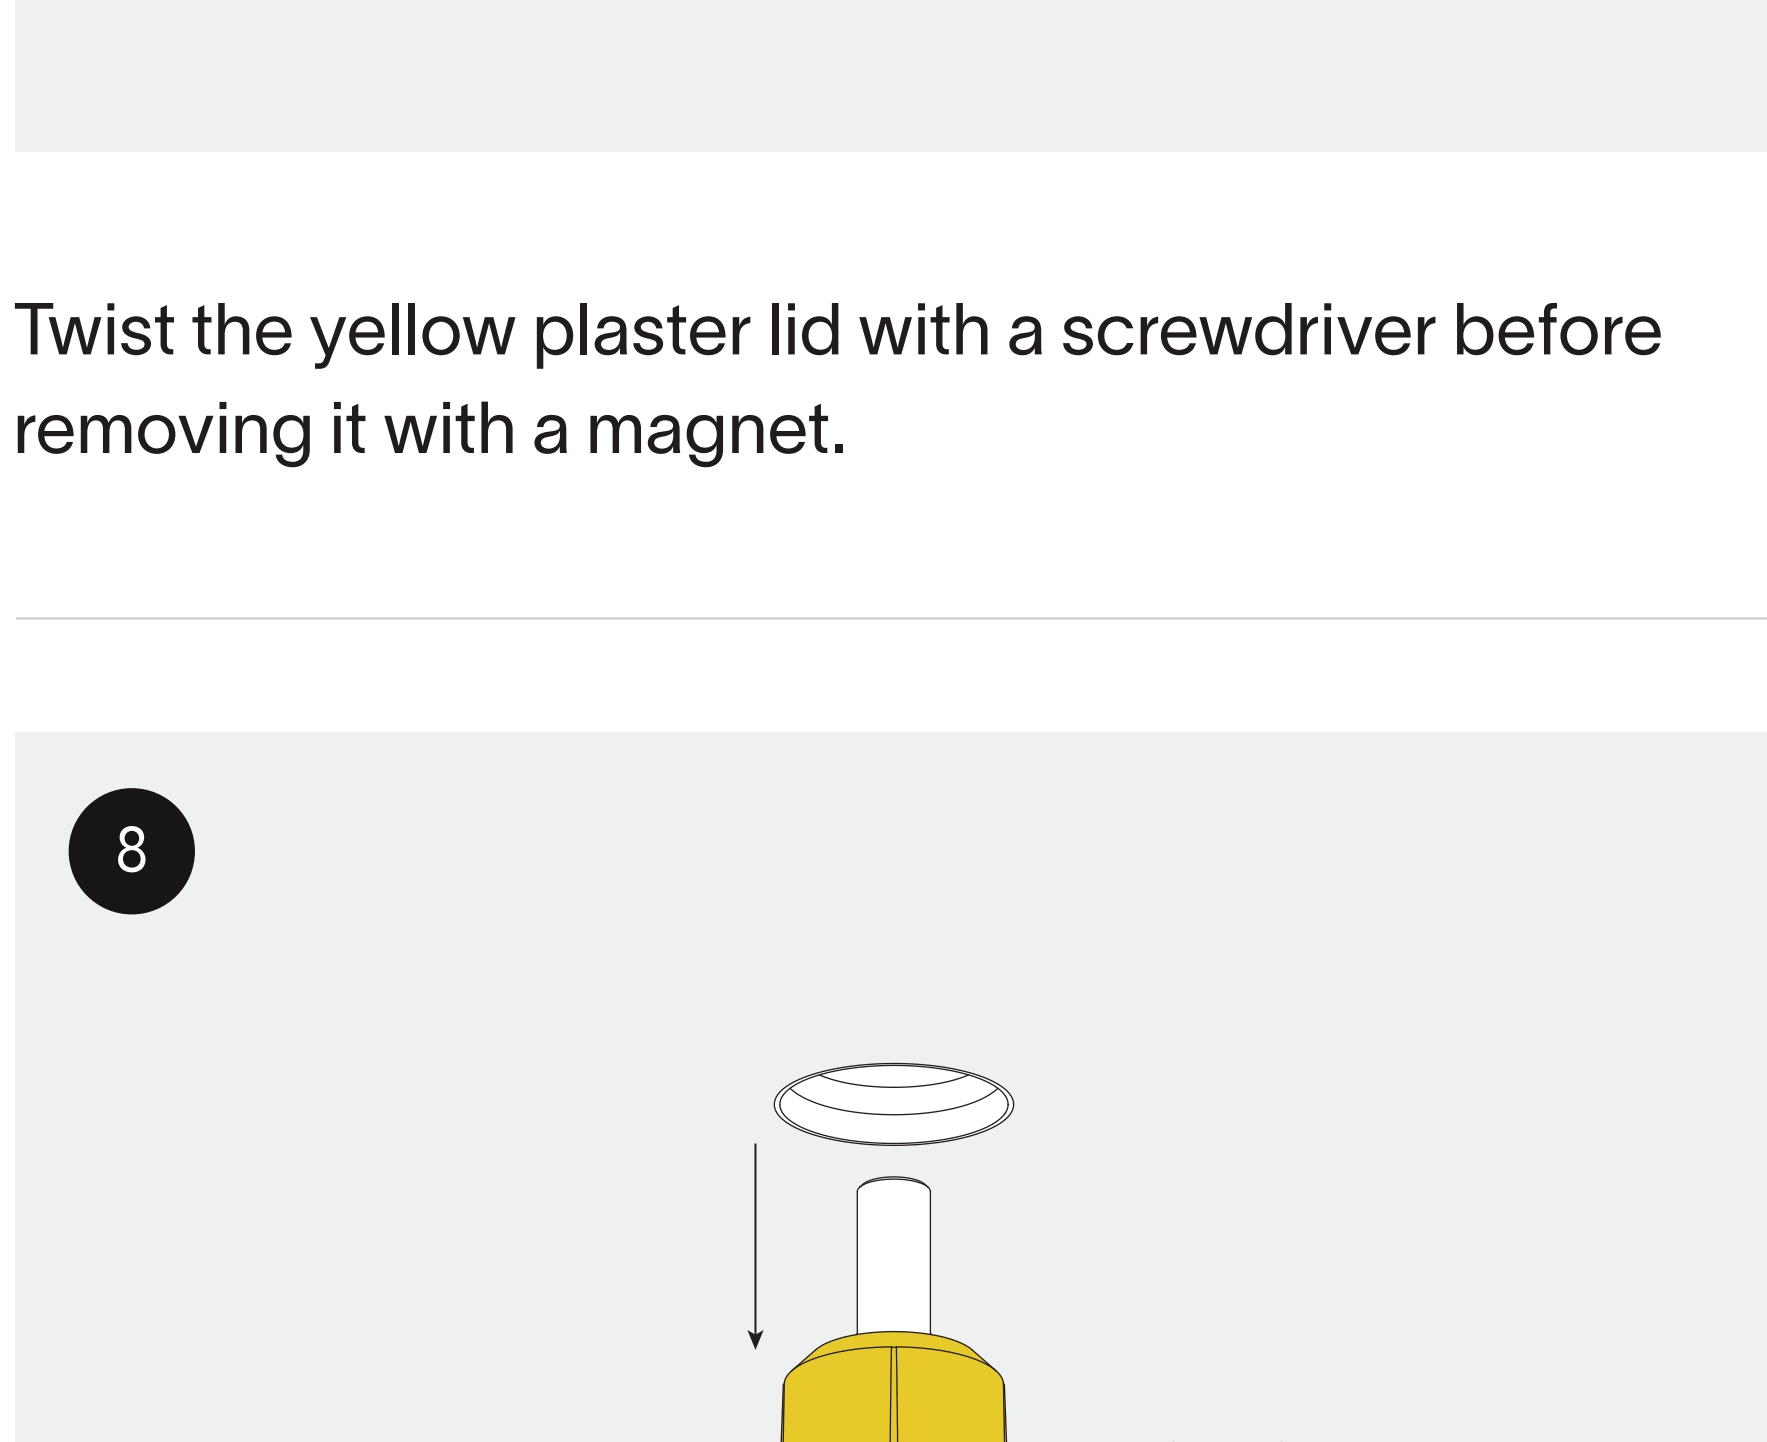 Twist the yellow plaster lid with a screwdriver before
removing it with a magnet.
8